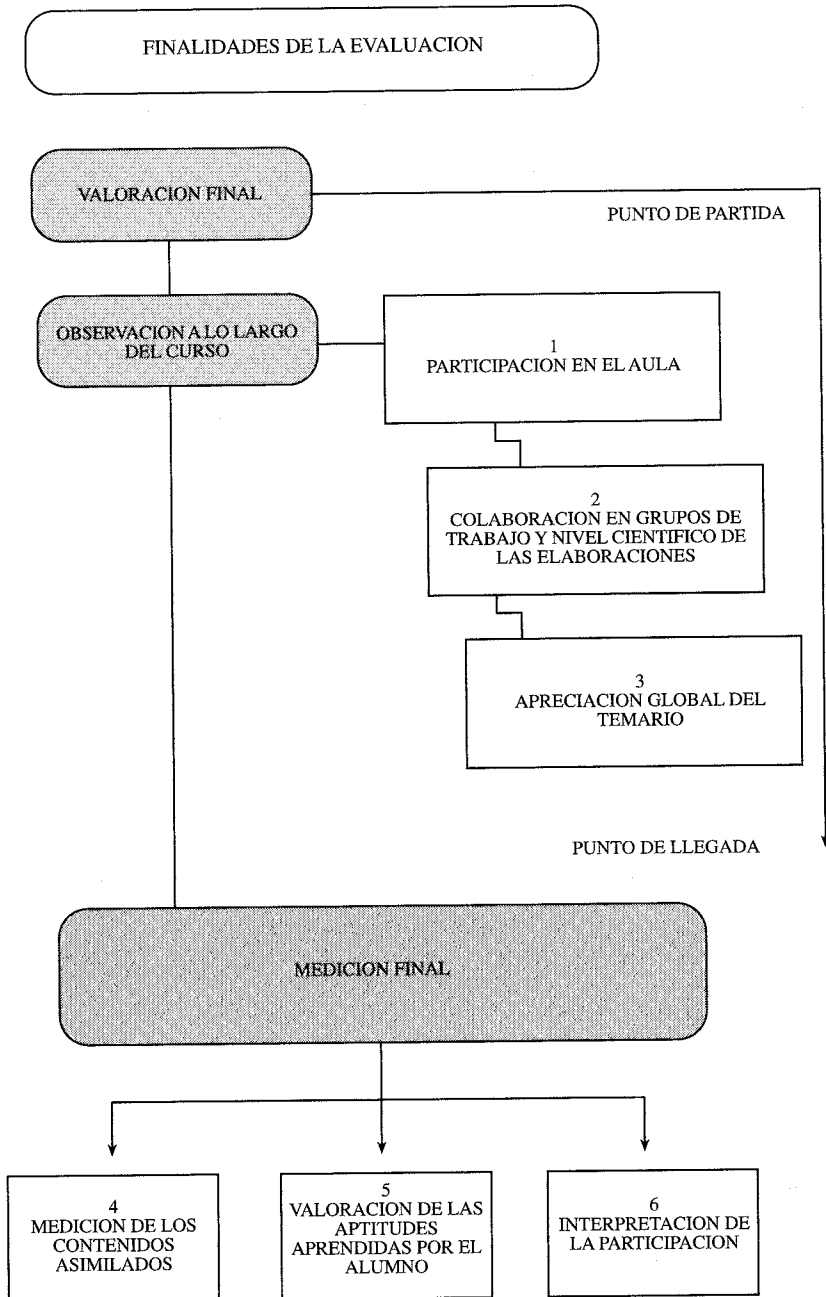 FINALIDADES DE LA EVALUACION
VALORACION FINAL
PUNTO DE PARTIDA
OBSERVACION A LO LARGO
DEL CURSO
1
PARTICIPACION EN EL AULA
2
COLABORACION EN GRUPOS DE
TRABAJO Y NIVEL CIENTIFICO DE
LAS ELABORACIONES
3
APRECIACION GLOBAL DEL
TEMARIO
PUNTO DE LLEGADA
MEDICION FINAL
4
MEDICION DE LOS
CONTENIDOS
ASIMILADOS
5
VALORACION DE LAS
APTITUDES
APRENDIDAS POR EL
ALUMNO
6
INTERPRETACION DE
LA PARTICIPACION